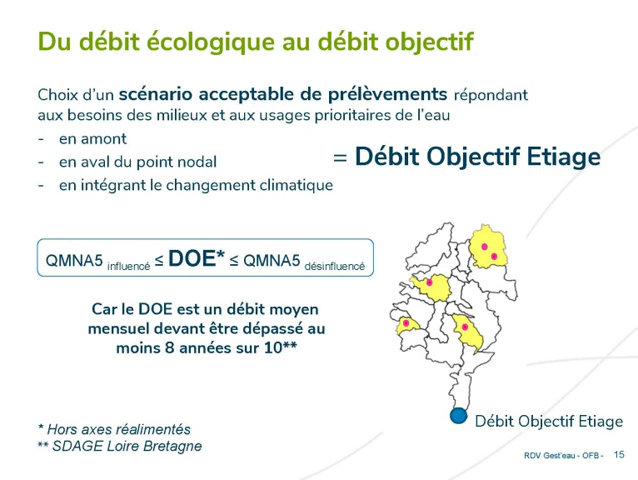 Du débit écologique au débit objectif
Choix d'un scénario acceptable de prélèvements répondant
aux besoins des milieux et aux usages prioritaires de l'eau
- en amont
- en aval du point nodal
- en intégrant le changement climatique
= Débit Objectif Etiage
QMNA5 influencé ≤ DOE* ≤ QMNA5 désinfluencé
Car le DOE est un débit moyen
mensuel devant être dépassé au
moins 8 années sur 10**
Débit Objectif Etiage
* Hors axes réalimentés
** SDAGE Loire Bretagne
RDV Gest'eau - OFB - 15